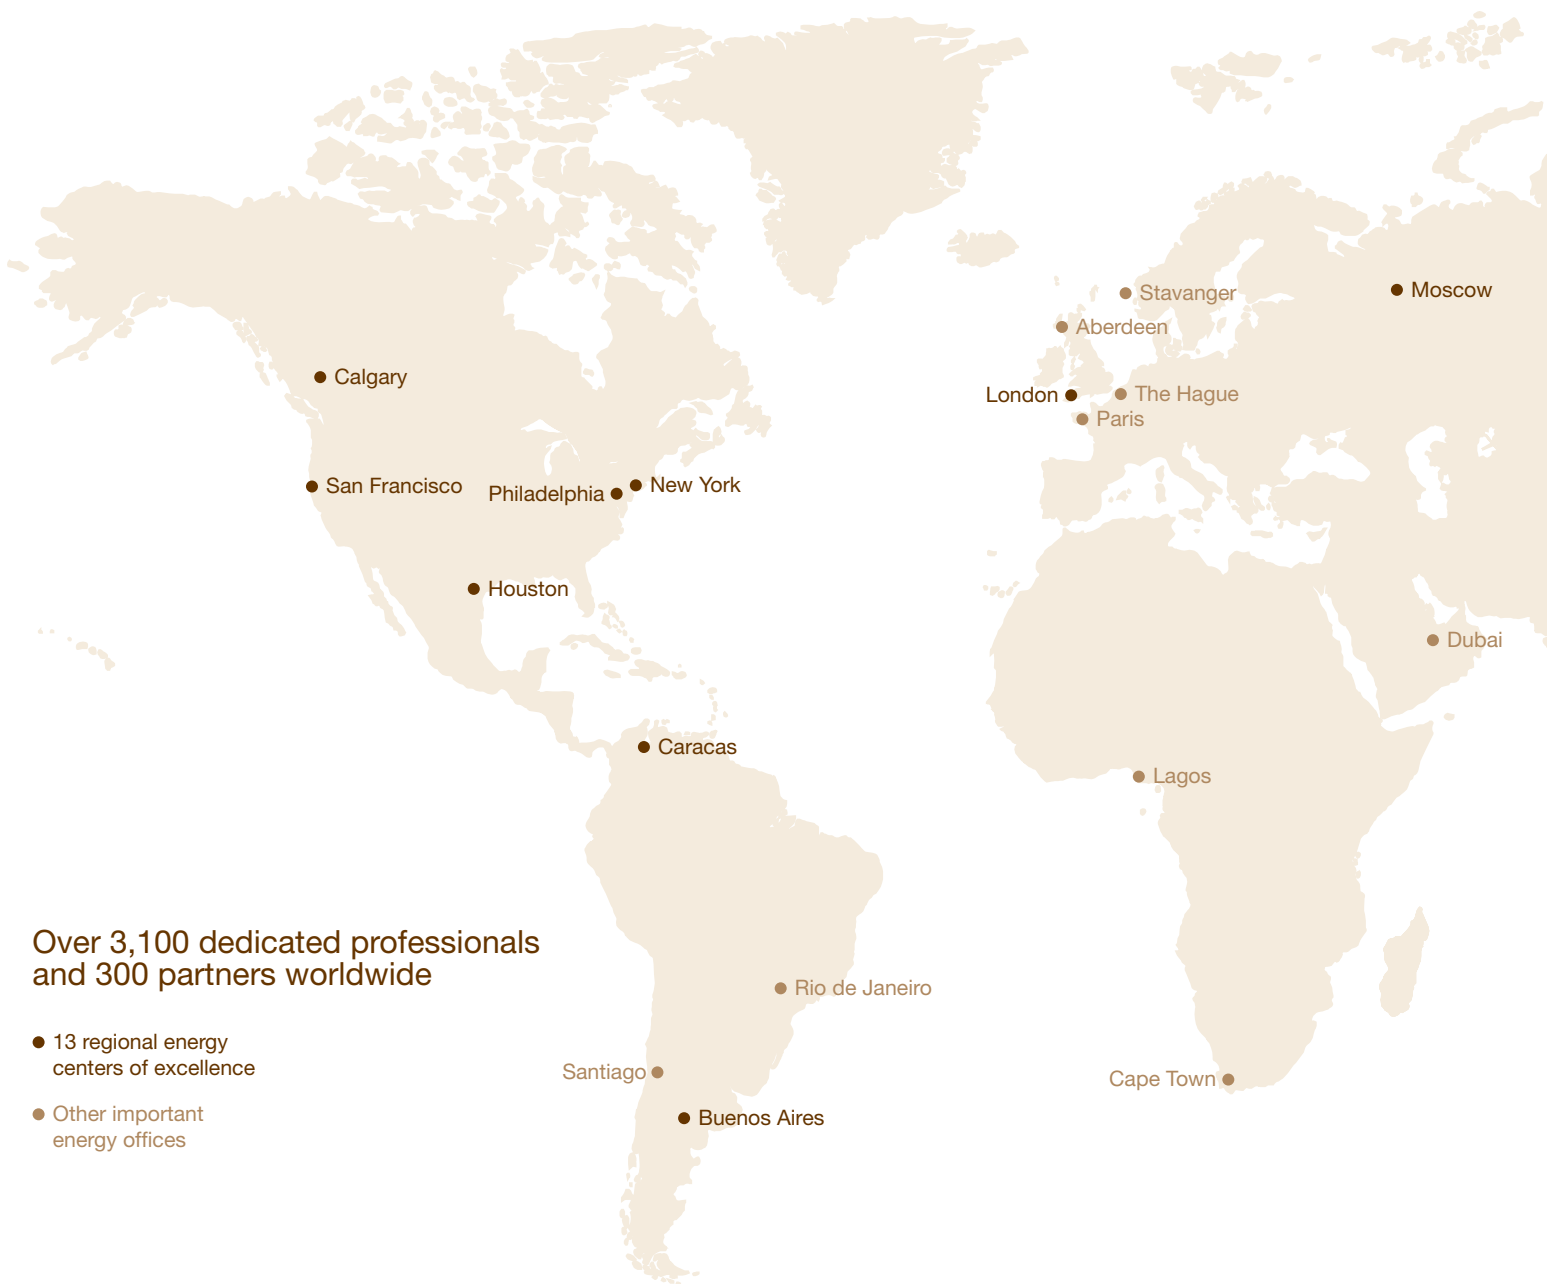 Stavanger
Moscow
Aberdeen
Calgary
London
The Hague
Paris
San Francisco
Philadelphia
New York
Houston
Dubai
Caracas
Lagos
Over 3,100 dedicated professionals
and 300 partners worldwide
Rio de Janeiro
13 regional energy
centers of excellence
Santiago
Cape Town
Other important
energy offices
Buenos Aires